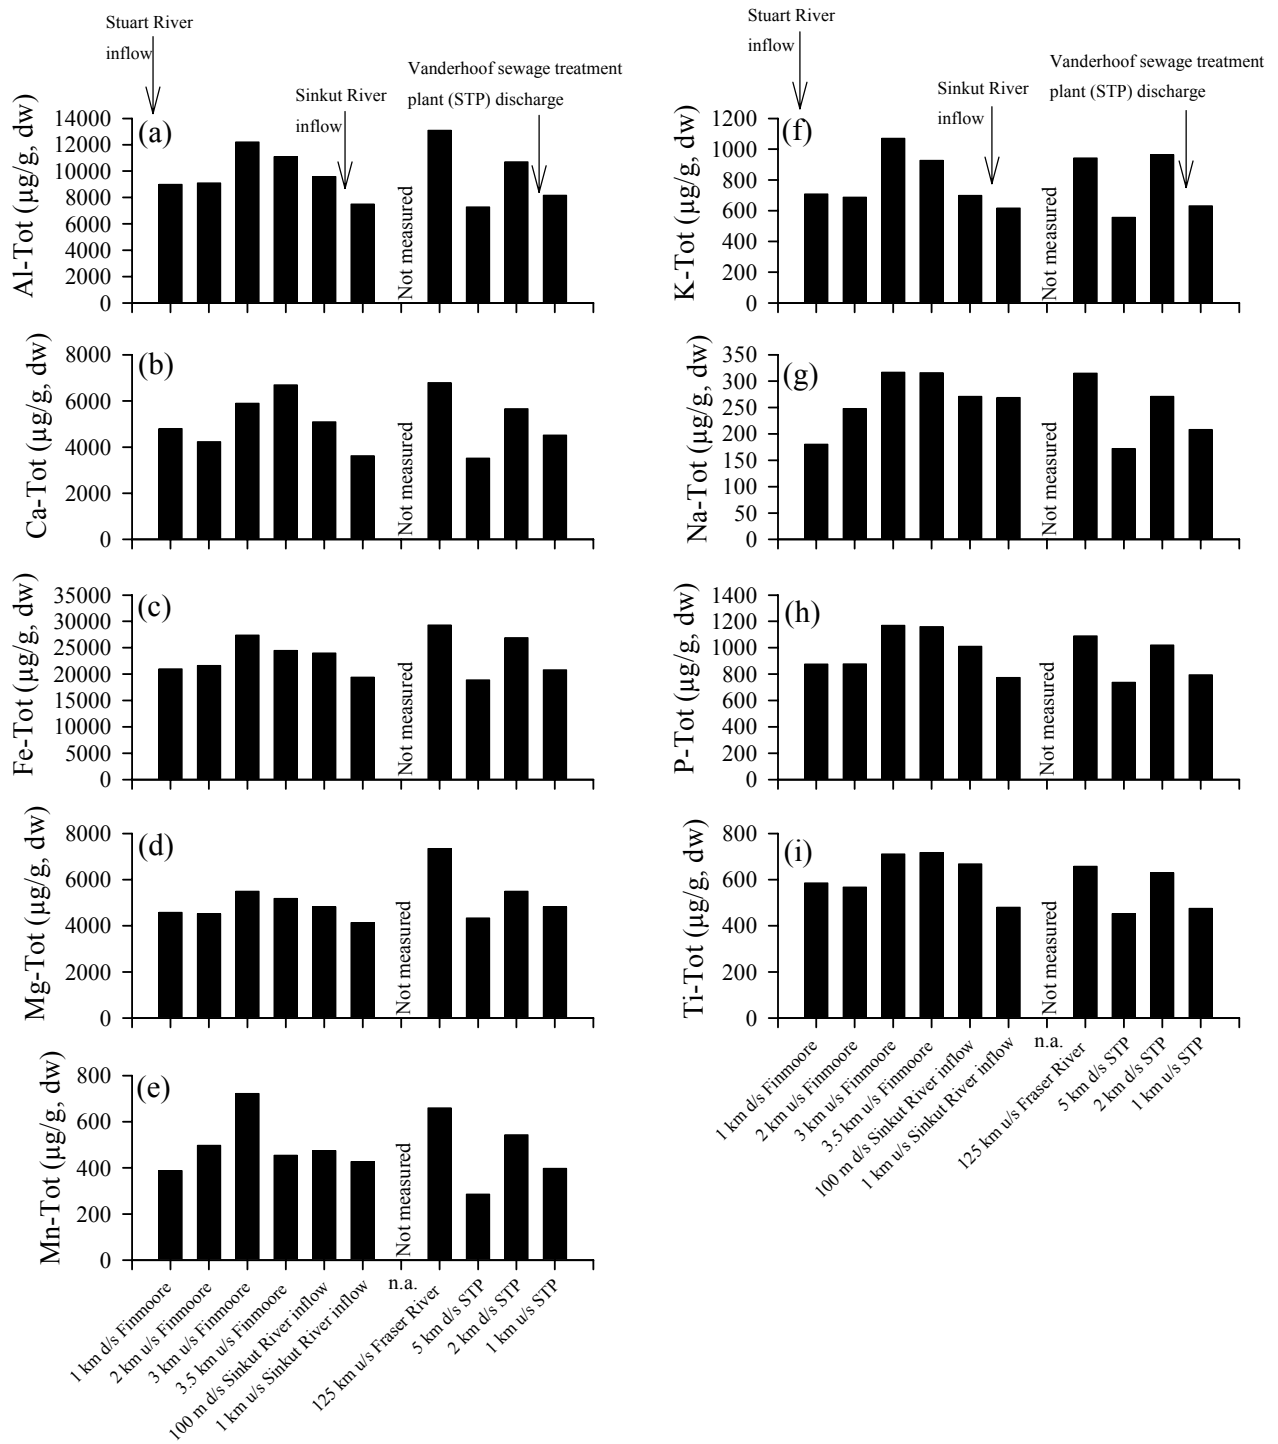 Stuart River
inflow
Sinkut River
inflow
Vanderhoof sewage treatment
plant (STP) discharge
(a)
Al-Tot (µg/g, dw)
14000
12000
10000
8000
6000
4000
2000
0
Not measured
(b)
Ca-Tot (µg/g, dw)
8000
6000
4000
2000
0
Not measured
(c)
Fe-Tot (µg/g, dw)
35000
30000
25000
20000
15000
10000
5000
0
Not measured
(d)
Mg-Tot (µg/g, dw)
8000
6000
4000
2000
0
Not measured
(e)
Mn-Tot (µg/g, dw)
800
600
400
200
0
Not measured
1 km d/s Finmoore
2 km u/s Finmoore
3 km u/s Finmoore
3.5 km u/s Finmoore
100 m d/s Sinkut River inflow
1 km u/s Sinkut River inflow
n.a.
125 km u/s Fraser River
5 km d/s STP
2 km d/s STP
1 km u/s STP
Stuart River
inflow
Sinkut River
inflow
Vanderhoof sewage treatment
plant (STP) discharge
(f)
K-Tot (µg/g, dw)
1200
1000
800
600
400
200
0
Not measured
(g)
Na-Tot (µg/g, dw)
350
300
250
200
150
100
50
0
Not measured
(h)
P-Tot (µg/g, dw)
1400
1200
1000
800
600
400
200
0
Not measured
(i)
Ti-Tot (µg/g, dw)
800
600
400
200
0
Not measured
1 km d/s Finmoore
2 km u/s Finmoore
3 km u/s Finmoore
3.5 km u/s Finmoore
100 m d/s Sinkut River inflow
1 km u/s Sinkut River inflow
n.a.
125 km u/s Fraser River
5 km d/s STP
2 km d/s STP
1 km u/s STP